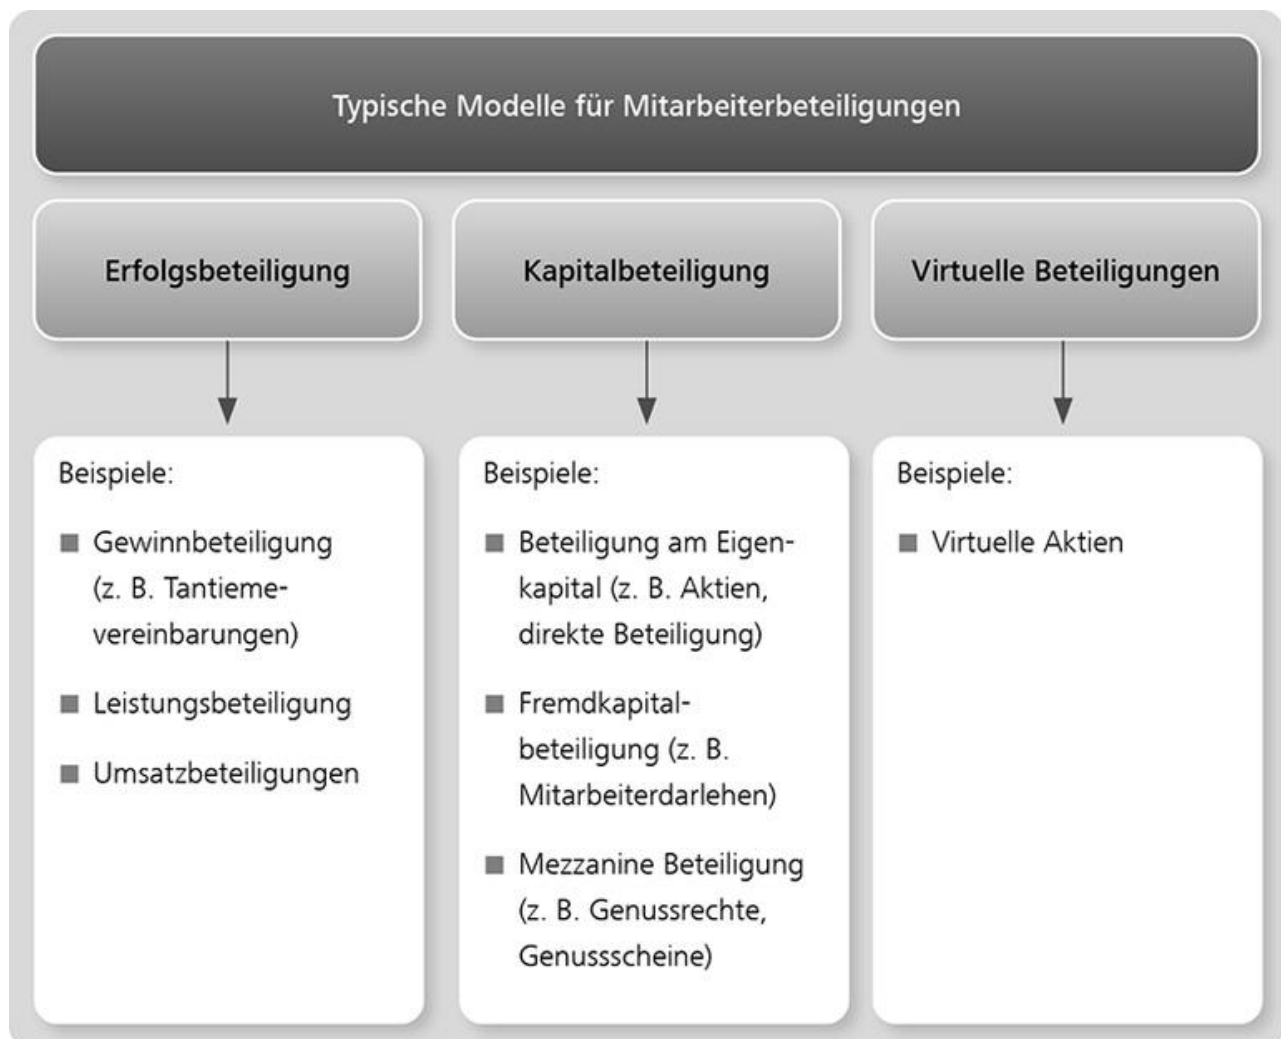 Typische Modelle für Mitarbeiterbeteiligungen
Erfolgsbeteiligung
Kapitalbeteiligung
Virtuelle Beteiligungen
Beispiele:
■ Gewinnbeteiligung
(z. B. Tantieme-
vereinbarungen)
■ Leistungsbeteiligung
■ Umsatzbeteiligungen
Beispiele:
■ Beteiligung am Eigen-
kapital (z. B. Aktien,
direkte Beteiligung)
■ Fremdkapital-
beteiligung (z. B.
Mitarbeiterdarlehen)
■ Mezzanine Beteiligung
(z. B. Genussrechte,
Genussscheine)
Beispiele:
■ Virtuelle Aktien